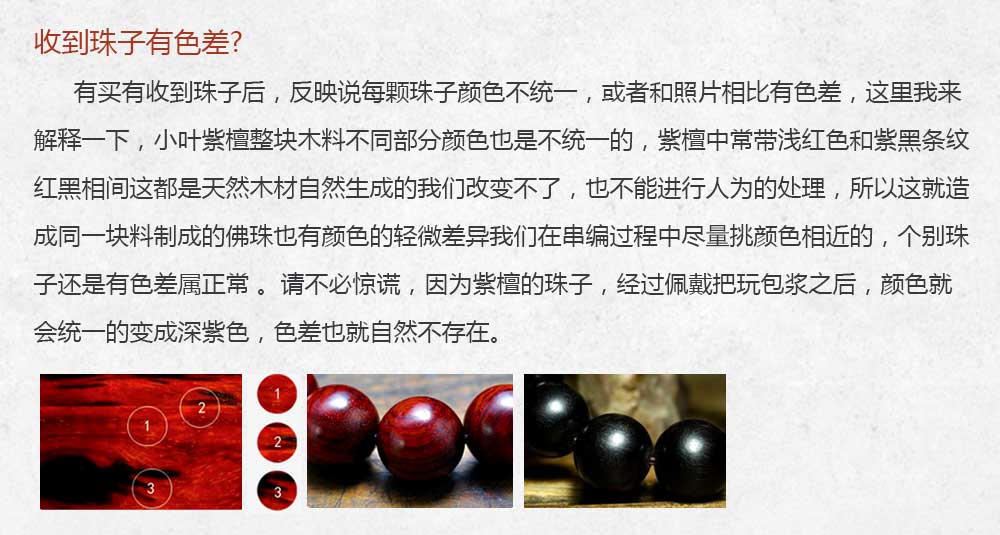 收到珠子有色差?
有买有收到珠子后，反映说每颗珠子颜色不统一，或者和照片相比有色差，这里我来
解释一下，小叶紫檀整块木料不同部分颜色也是不统一的，紫檀中常带浅红色和紫黑条纹
红黑相间这都是天然木材自然生成的我们改变不了，也不能进行人为的处理，所以这就造
成同一块料制成的佛珠也有颜色的轻微差异我们在串编过程中尽量挑颜色相近的，个别珠
子还是有色差属正常 。请不必惊谎，因为紫檀的珠子，经过佩戴把玩包浆之后，颜色就
会统一的变成深紫色，色差也就自然不存在。
1
2
3
1
2
3